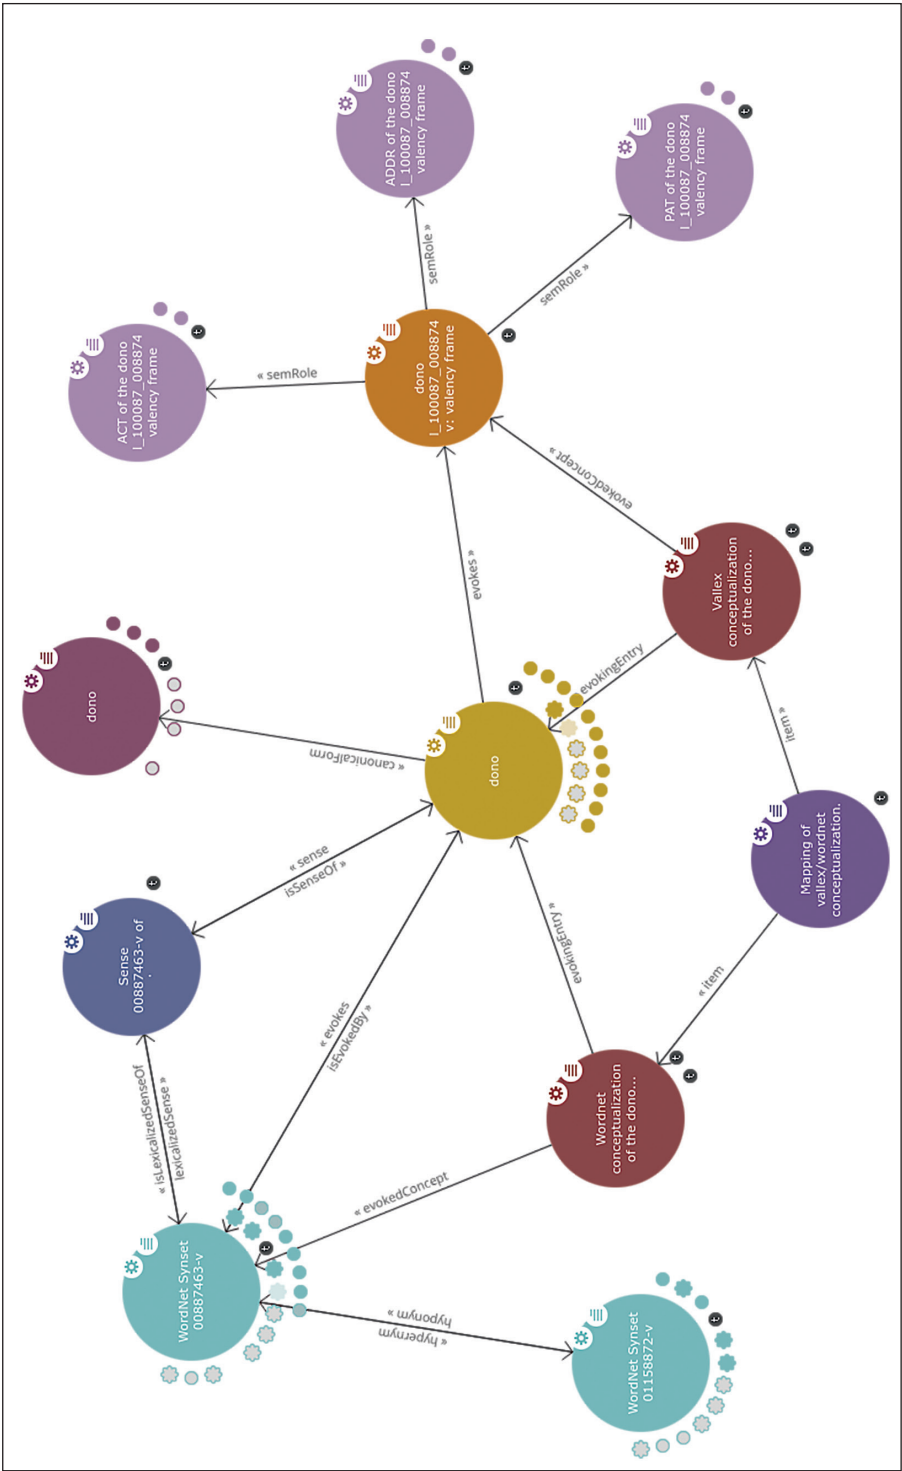 ADDR of the dono
l_100087_008874
valency frame
PAT of the dono
l_100087_008874
valency frame
semRole »
semRole »
ACT of the dono
l_100087_008874
valency frame
« semRole
dono
l_100087_008874
v: valency frame
evokedConcept »
evokes »
Vallex
conceptualization
of the dono...
evokingEntry
dono
« canonicalForm
dono
item »
Mapping of
vallex/wordnet
conceptualization.
« sense
isSenseOf »
Sense
00887463-v of
.
evokingEntry »
« item
« evokes
isEvokedBy »
Wordnet
conceptualization
of the dono...
« isLexicalizedSenseOf
lexicalizedSense »
« evokedConcept
WordNet Synset
00887463-v
hyponym »
« hypernym
WordNet Synset
01158872-v